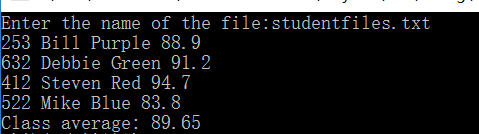 Enter the name of the file:studentfiles.txt
253 Bill Purple 88.9
632 Debbie Green 91.2
412 Steven Red 94.7
522 Mike Blue 83.8
Class average: 89.65